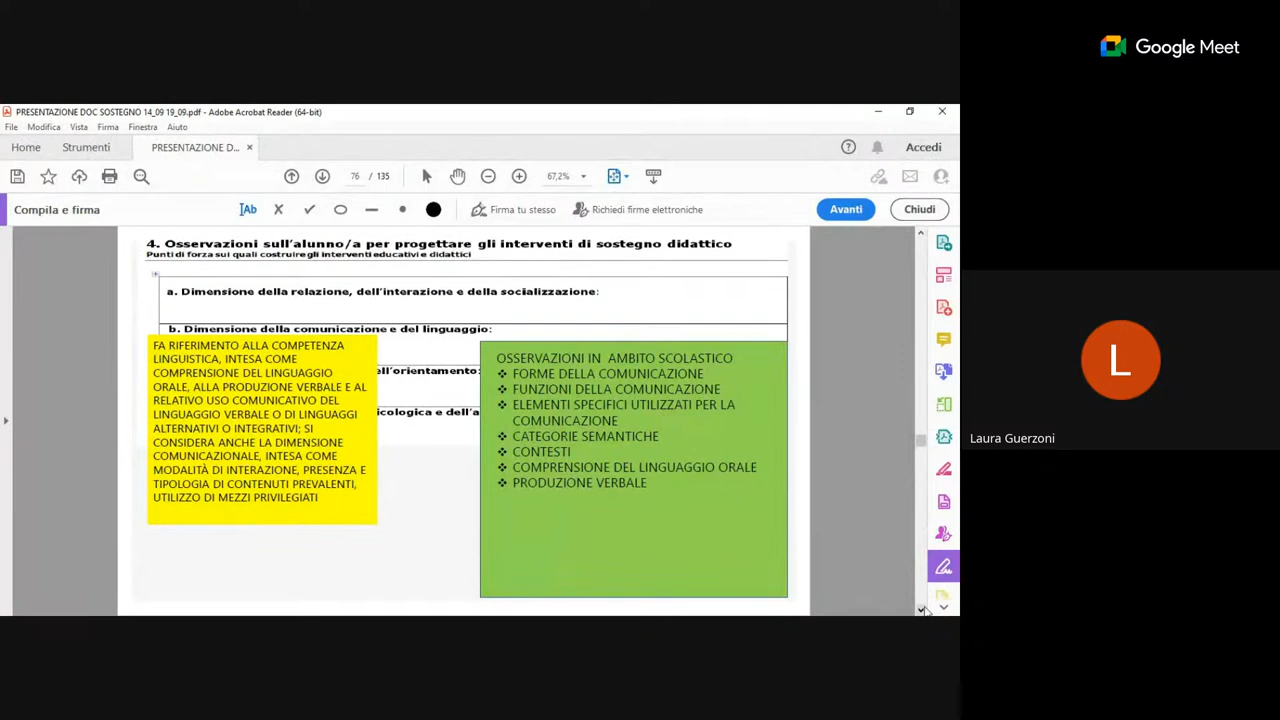 Google Meet
PRESENTAZIONE DOC SOSTEGNO 14_09 19_09.pdf - Adobe Acrobat Reader (64-bit)
File Modifica Vista Firma Finestra Aiuto
Home Strumenti PRESENTAZIONE D... Accedi
76 / 135 67,2%
Compila e firma Ab Firma tu stesso Richiedi firme elettroniche Avanti Chiudi
4. Osservazioni sull'alunno/a per progettare gli interventi di sostegno didattico
Punti di forza sui quali costruire gli interventi educativi e didattici
a. Dimensione della relazione, dell'interazione e della socializzazione:
b. Dimensione della comunicazione e del linguaggio:
ell'orientamento:
icologica e dell'a
FA RIFERIMENTO ALLA COMPETENZA
LINGUISTICA, INTESA COME
COMPRENSIONE DEL LINGUAGGIO
ORALE, ALLA PRODUZIONE VERBALE E AL
RELATIVO USO COMUNICATIVO DEL
LINGUAGGIO VERBALE O DI LINGUAGGI
ALTERNATIVI O INTEGRATIVI; SI
CONSIDERA ANCHE LA DIMENSIONE
COMUNICAZIONALE, INTESA COME
MODALITÀ DI INTERAZIONE, PRESENZA E
TIPOLOGIA DI CONTENUTI PREVALENTI,
UTILIZZO DI MEZZI PRIVILEGIATI
OSSERVAZIONI IN AMBITO SCOLASTICO
❖ FORME DELLA COMUNICAZIONE
❖ FUNZIONI DELLA COMUNICAZIONE
❖ ELEMENTI SPECIFICI UTILIZZATI PER LA
COMUNICAZIONE
❖ CATEGORIE SEMANTICHE
❖ CONTESTI
❖ COMPRENSIONE DEL LINGUAGGIO ORALE
❖ PRODUZIONE VERBALE
L
Laura Guerzoni